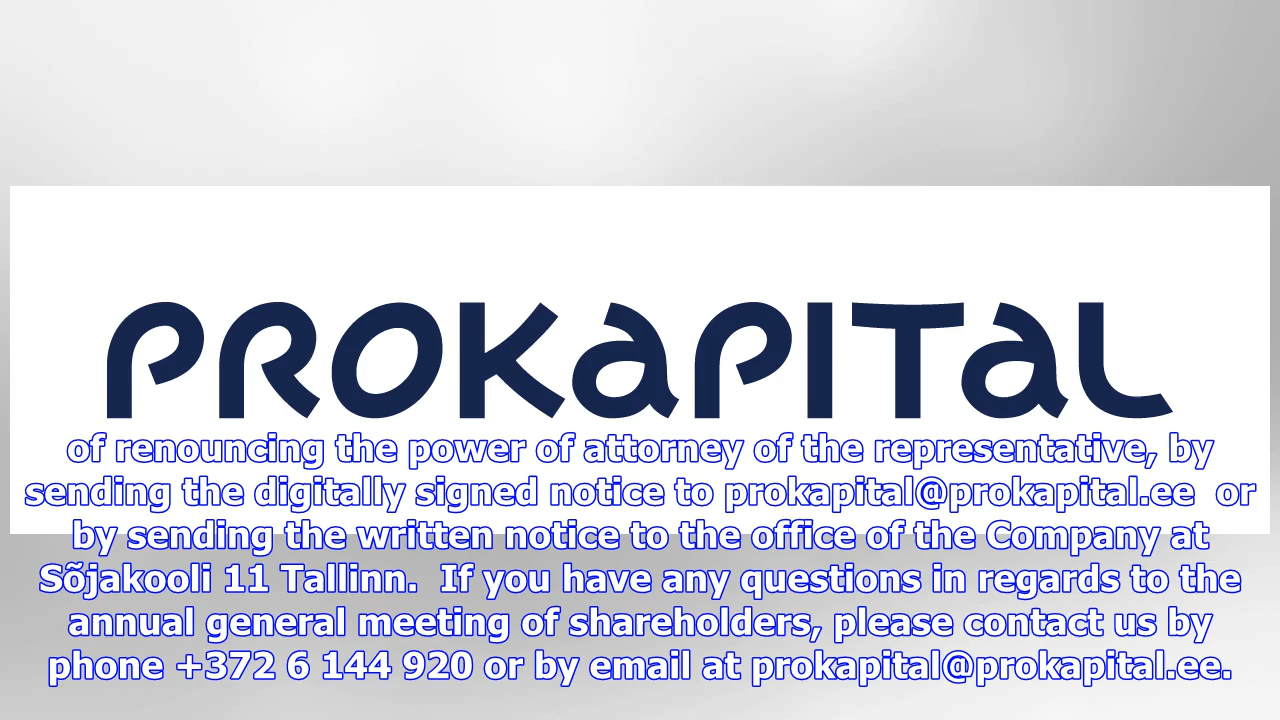 PROKAPITAL
of renouncing the power of attorney of the representative, by
sending the digitally signed notice to prokapital@prokapital.ee  or
by sending the written notice to the office of the Company at
Sõjakooli 11 Tallinn.  If you have any questions in regards to the
annual general meeting of shareholders, please contact us by
phone +372 6 144 920 or by email at prokapital@prokapital.ee.